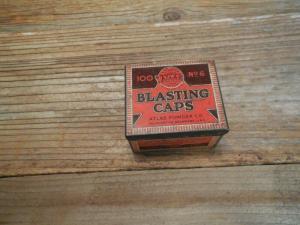 100 No 6
BLASTING
CAPS
ATLAS POWDER CO.